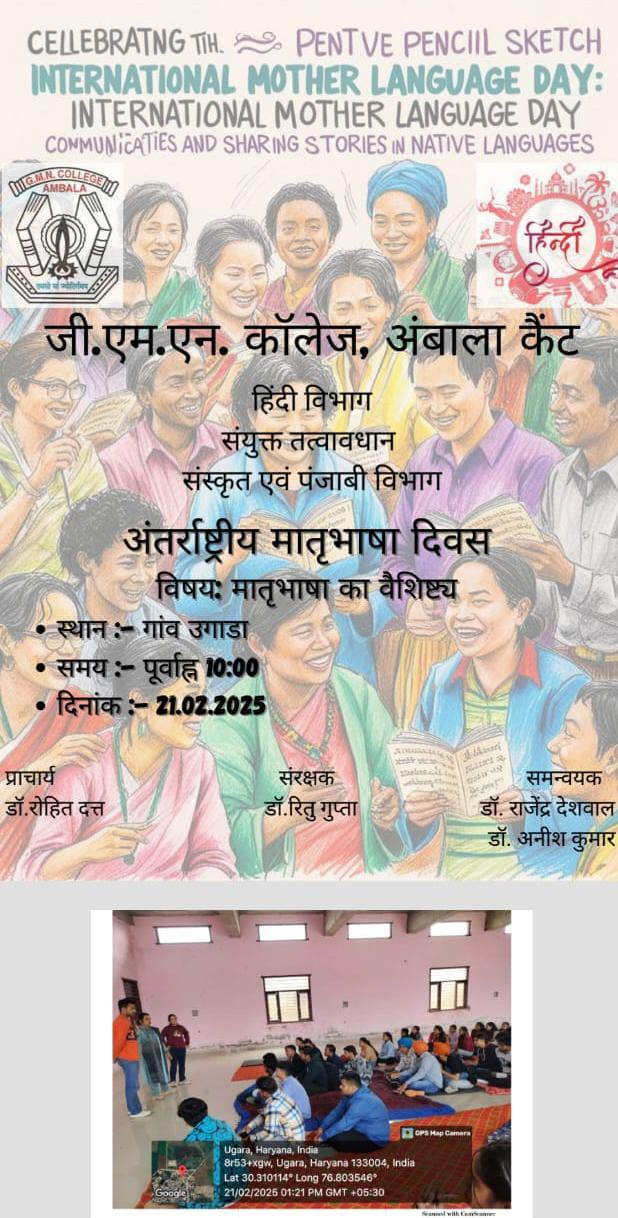 CELLEBRATNG TIH. PENTVE PENCIIL SKETCH
INTERNATIONAL MOTHER LANGUAGE DAY:
INTERNATIONAL MOTHER LANGUAGE DAY
COMMUNICATIES AND SHARING STORIES IN NATIVE LANGUAGES
G.M.N. COLLEGE
AMBALA
तमसो मा ज्योतिर्गमय
हिन्दी
जी.एम.एन. कॉलेज, अंबाला कैंट
हिंदी विभाग
संयुक्त तत्वावधान
संस्कृत एवं पंजाबी विभाग
अंतर्राष्ट्रीय मातृभाषा दिवस
विषय: मातृभाषा का वैशिष्ट्य
• स्थान :- गांव उगाडा
• समय :- पूर्वाह्न 10:00
• दिनांक :- 21.02.2025
प्राचार्य संरक्षक समन्वयक
डॉ.रोहित दत्त डॉ.रितु गुप्ता डॉ. राजेंद्र देशवाल
डॉ. अनीश कुमार
GPS Map Camera
Ugara, Haryana, India
8r53+xgw, Ugara, Haryana 133004, India
Lat 30.310114° Long 76.803546°
21/02/2025 01:21 PM GMT +05:30
Google
Scanned with CamScanner